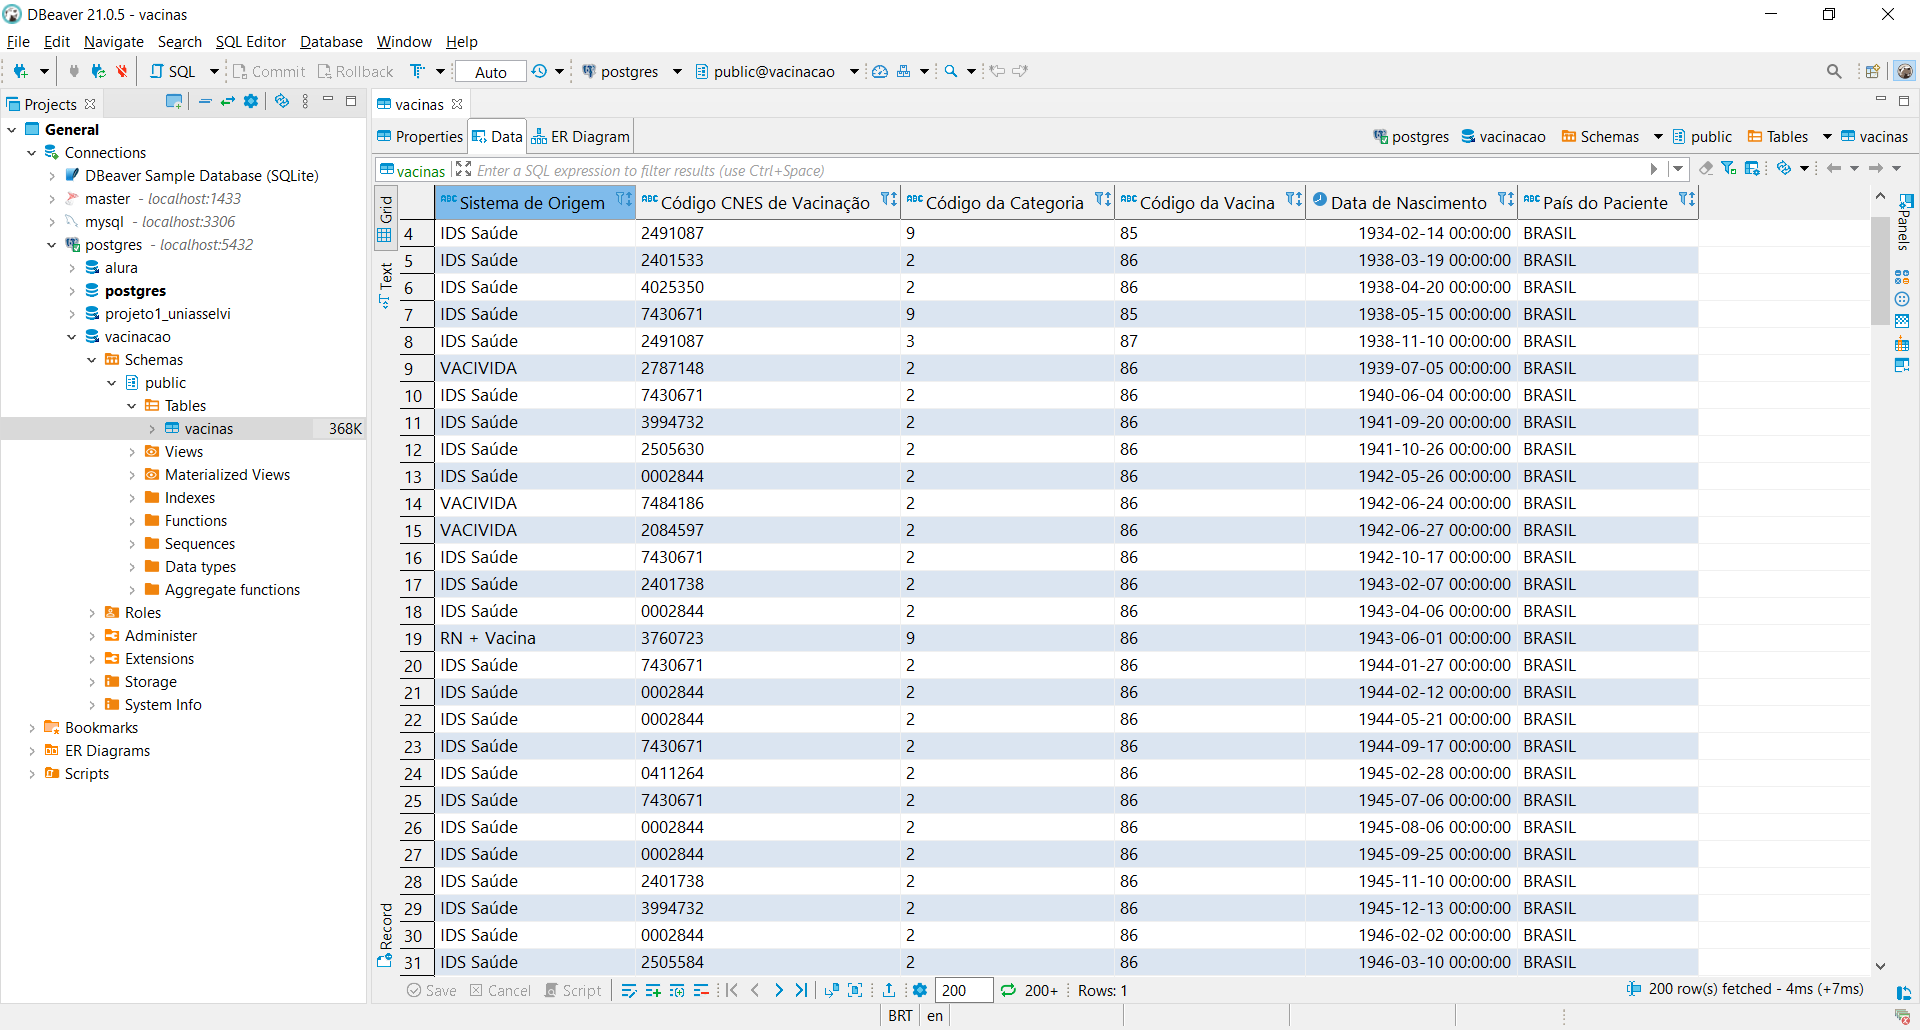 DBeaver 21.0.5 - vacinas
File Edit Navigate Search SQL Editor Database Window Help
SQL Commit Rollback Auto postgres public@vacinacao
Projects
General
Connections
DBeaver Sample Database (SQLite)
master - localhost:1433
mysql - localhost:3306
postgres - localhost:5432
alura
postgres
projeto1_uniasselvi
vacinacao
Schemas
public
Tables
vacinas 368K
Views
Materialized Views
Indexes
Functions
Sequences
Data types
Aggregate functions
Roles
Administer
Extensions
Storage
System Info
Bookmarks
ER Diagrams
Scripts
vacinas
Properties Data ER Diagram postgres vacinacao Schemas public Tables vacinas
vacinas Enter a SQL expression to filter results (use Ctrl+Space)
Grid
Text
Record
Panels
ABC Sistema de Origem ABC Código CNES de Vacinação ABC Código da Categoria ABC Código da Vacina Data de Nascimento ABC País do Paciente
4 IDS Saúde 2491087 9 85 1934-02-14 00:00:00 BRASIL
5 IDS Saúde 2401533 2 86 1938-03-19 00:00:00 BRASIL
6 IDS Saúde 4025350 2 86 1938-04-20 00:00:00 BRASIL
7 IDS Saúde 7430671 9 85 1938-05-15 00:00:00 BRASIL
8 IDS Saúde 2491087 3 87 1938-11-10 00:00:00 BRASIL
9 VACIVIDA 2787148 2 86 1939-07-05 00:00:00 BRASIL
10 IDS Saúde 7430671 2 86 1940-06-04 00:00:00 BRASIL
11 IDS Saúde 3994732 2 86 1941-09-20 00:00:00 BRASIL
12 IDS Saúde 2505630 2 86 1941-10-26 00:00:00 BRASIL
13 IDS Saúde 0002844 2 86 1942-05-26 00:00:00 BRASIL
14 VACIVIDA 7484186 2 86 1942-06-24 00:00:00 BRASIL
15 VACIVIDA 2084597 2 86 1942-06-27 00:00:00 BRASIL
16 IDS Saúde 7430671 2 86 1942-10-17 00:00:00 BRASIL
17 IDS Saúde 2401738 2 86 1943-02-07 00:00:00 BRASIL
18 IDS Saúde 0002844 2 86 1943-04-06 00:00:00 BRASIL
19 RN + Vacina 3760723 9 86 1943-06-01 00:00:00 BRASIL
20 IDS Saúde 7430671 2 86 1944-01-27 00:00:00 BRASIL
21 IDS Saúde 0002844 2 86 1944-02-12 00:00:00 BRASIL
22 IDS Saúde 0002844 2 86 1944-05-21 00:00:00 BRASIL
23 IDS Saúde 7430671 2 86 1944-09-17 00:00:00 BRASIL
24 IDS Saúde 0411264 2 86 1945-02-28 00:00:00 BRASIL
25 IDS Saúde 7430671 2 86 1945-07-06 00:00:00 BRASIL
26 IDS Saúde 0002844 2 86 1945-08-06 00:00:00 BRASIL
27 IDS Saúde 0002844 2 86 1945-09-25 00:00:00 BRASIL
28 IDS Saúde 2401738 2 86 1945-11-10 00:00:00 BRASIL
29 IDS Saúde 3994732 2 86 1945-12-13 00:00:00 BRASIL
30 IDS Saúde 0002844 2 86 1946-02-02 00:00:00 BRASIL
31 IDS Saúde 2505584 2 86 1946-03-10 00:00:00 BRASIL
Save Cancel Script 200 200+ Rows: 1 200 row(s) fetched - 4ms (+7ms)
BRT en